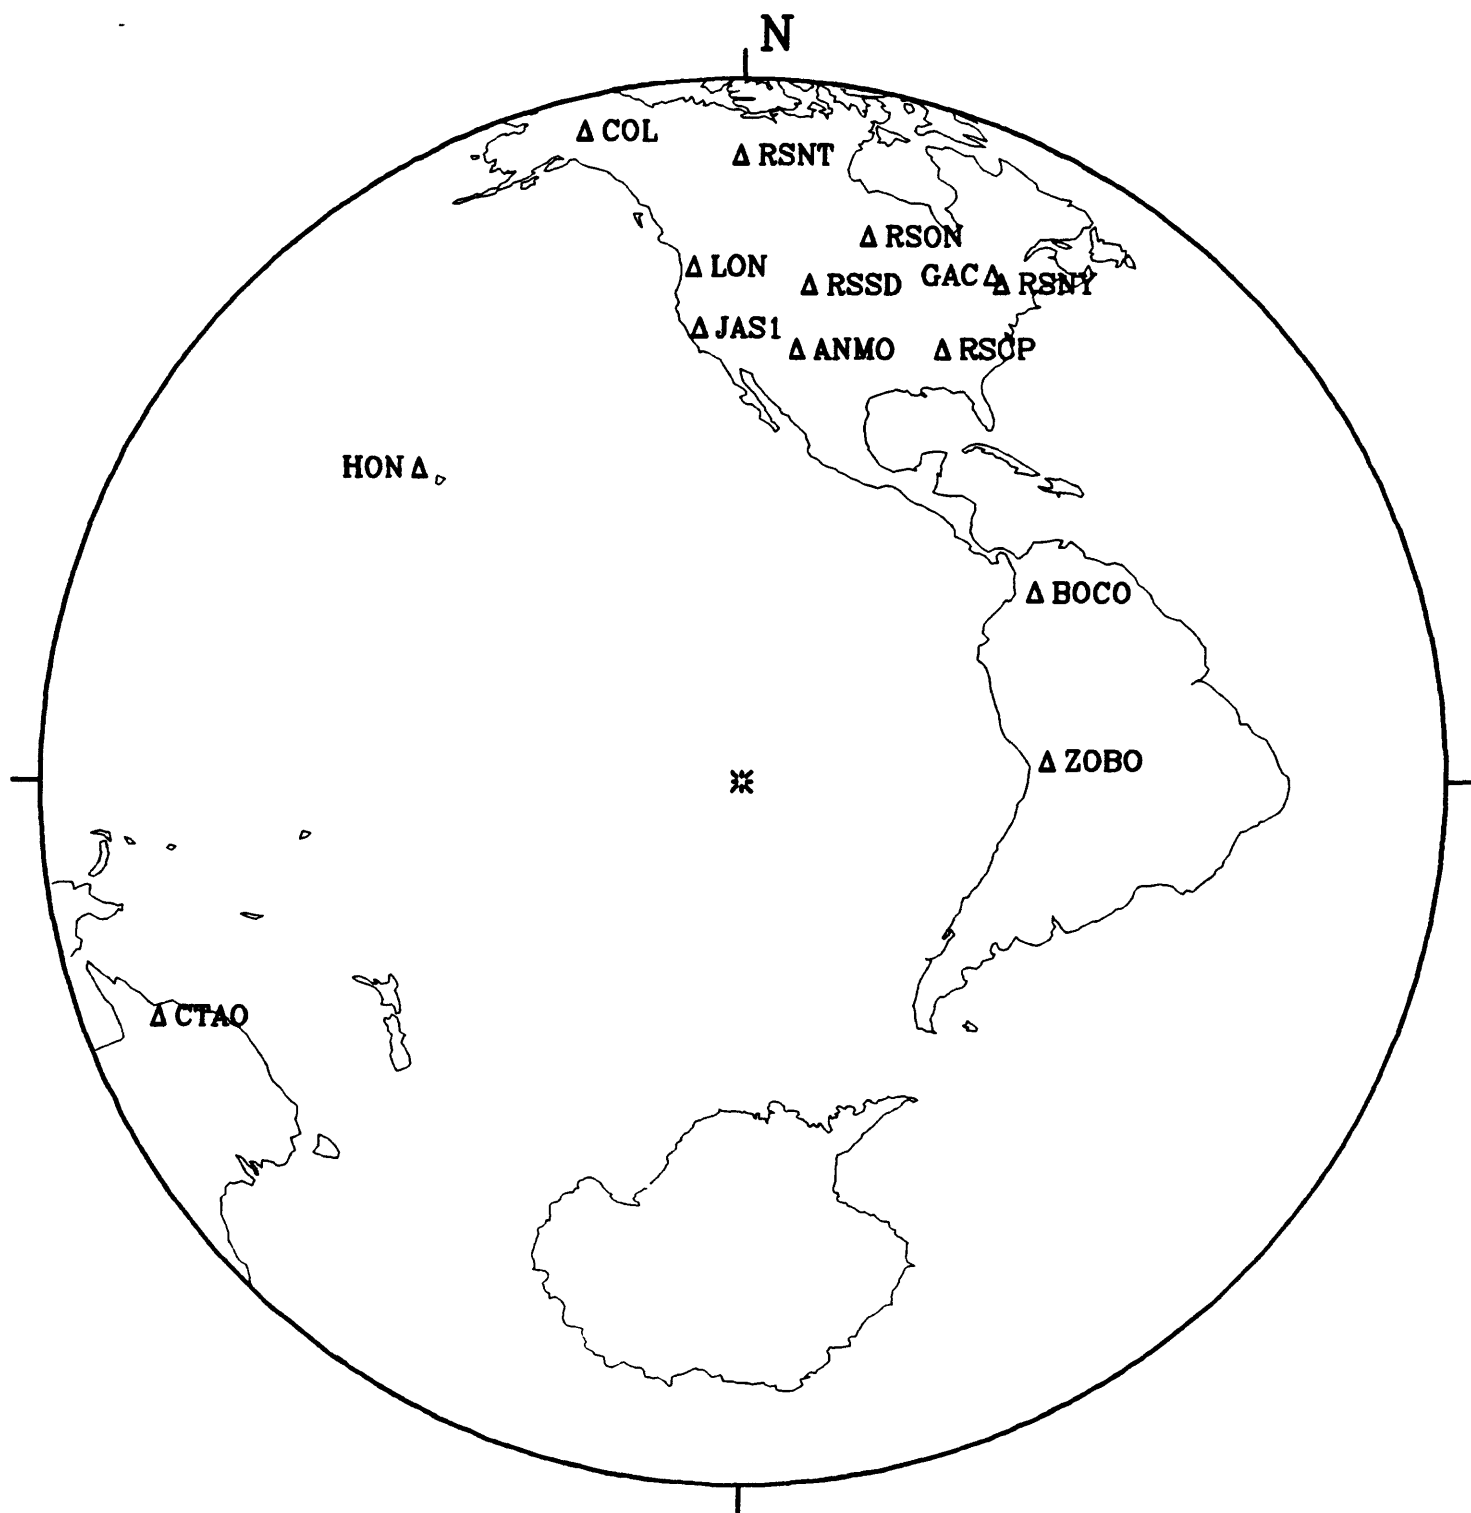 N
COL
RSNT
RSON
LON
GAC
RSSD
RSNY
JAS1
ANMO
RSCP
HON
BOCO
ZOBO
CTAO